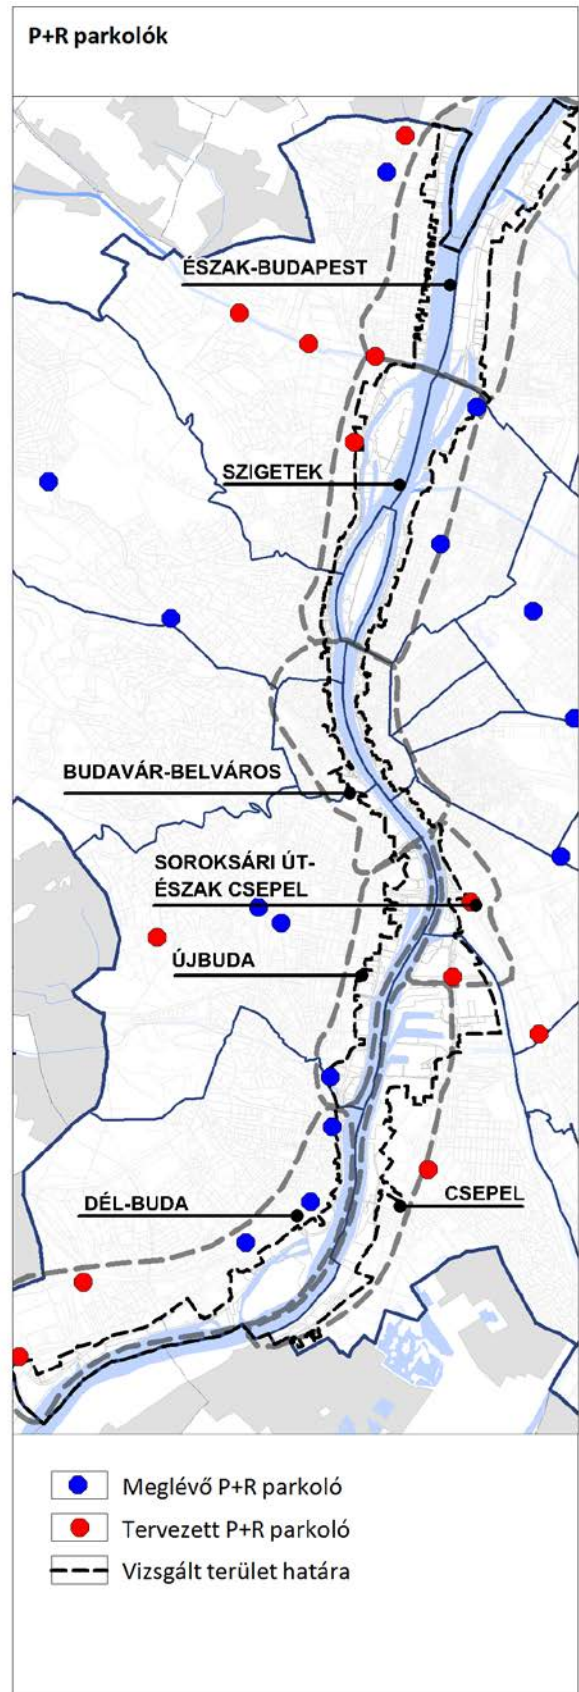 P+R parkolók
ÉSZAK-BUDAPEST
SZIGETEK
BUDAVÁR-BELVÁROS
SOROKSÁRI ÚT-
ÉSZAK CSEPEL
ÚJBUDA
DÉL-BUDA
CSEPEL
Meglévő P+R parkoló
Tervezett P+R parkoló
Vizsgált terület határa